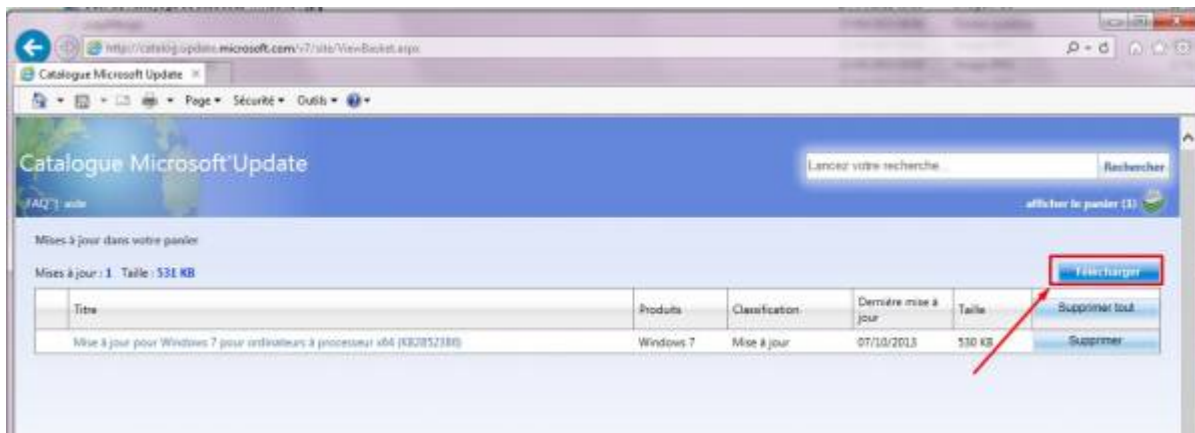 http://catalog.update.microsoft.com/v7/site/ViewBasket.aspx
Catalogue Microsoft Update
Page Sécurité Outils
Catalogue Microsoft Update
Lancez votre recherche
Rechercher
FAQ | aide
afficher le panier (1)
Mises à jour dans votre panier
Mises à jour : 1 Taille : 531 KB
Télécharger
Titre Produits Classification Dernière mise à jour Taille Supprimer tout
Mise à jour pour Windows 7 pour ordinateurs à processeur x64 (KB2852386) Windows 7 Mise à jour 07/10/2013 530 KB Supprimer